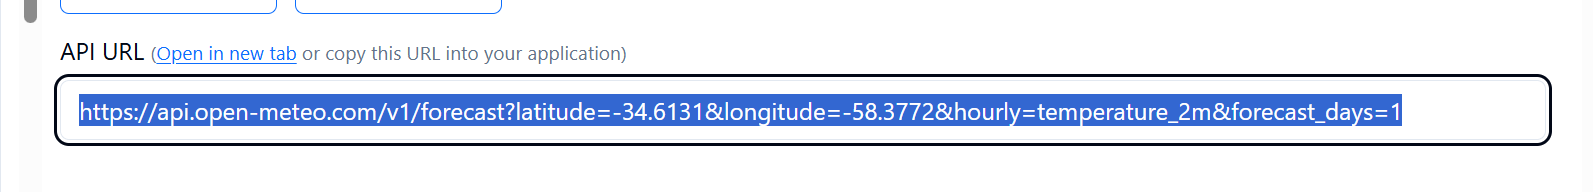 API URL (Open in new tab or copy this URL into your application)
https://api.open-meteo.com/v1/forecast?latitude=-34.6131&longitude=-58.3772&hourly=temperature_2m&forecast_days=1